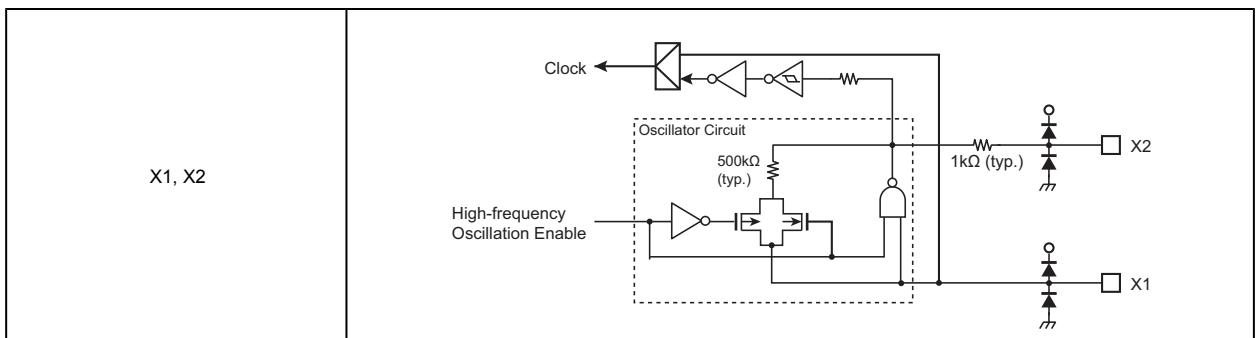 X1, X2
Clock
Oscillator Circuit
500kΩ
(typ.)
1kΩ (typ.)
X2
High-frequency
Oscillation Enable
X1